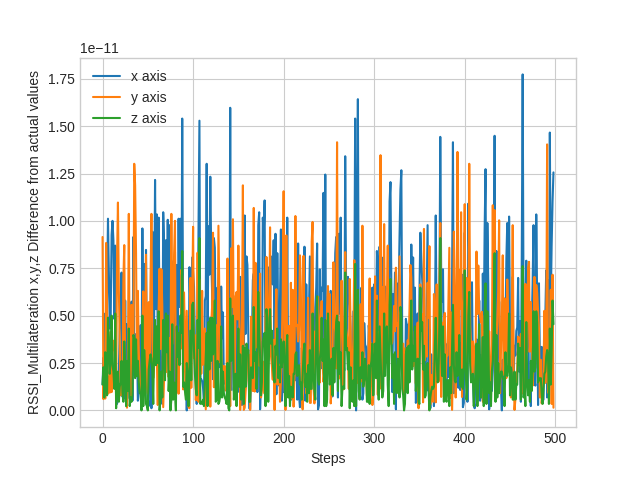 1e−11
x axis
y axis
z axis
RSSI_Multilateration x,y,z Difference from actual values
1.75
1.50
1.25
1.00
0.75
0.50
0.25
0.00
0 100 200 300 400 500
Steps